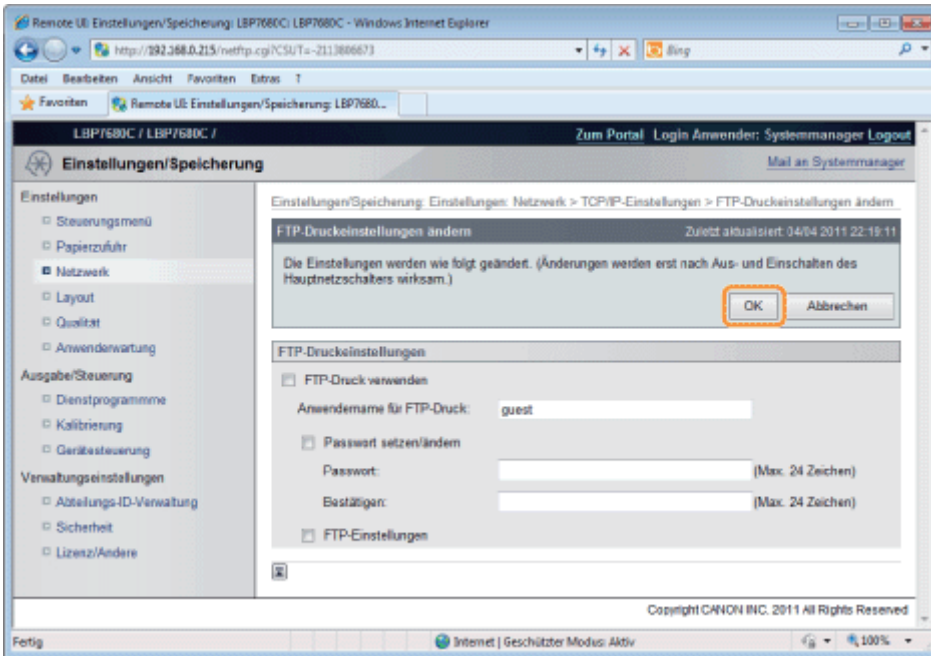 Remote UI: Einstellungen/Speicherung: LBP7680C: LBP7680C - Windows Internet Explorer
http://192.168.0.215/netftp.cgi?CSUT=-2113886673
Bing
Datei Bearbeiten Ansicht Favoriten Extras ?
Favoriten Remote UI: Einstellungen/Speicherung: LBP7680...
LBP7680C / LBP7680C / Zum Portal Login Anwender: Systemmanager Logout
Einstellungen/Speicherung Mail an Systemmanager
Einstellungen
Steuerungsmenü
Papierzufuhr
Netzwerk
Layout
Qualität
Anwenderwartung
Ausgabe/Steuerung
Dienstprogrammme
Kalibrierung
Gerätesteuerung
Verwaltungseinstellungen
Abteilungs-ID-Verwaltung
Sicherheit
Lizenz/Andere
Einstellungen/Speicherung: Einstellungen: Netzwerk > TCP/IP-Einstellungen > FTP-Druckeinstellungen ändern
FTP-Druckeinstellungen ändern Zuletzt aktualisiert: 04/04 2011 22:19:11
Die Einstellungen werden wie folgt geändert. (Änderungen werden erst nach Aus- und Einschalten des
Hauptnetzschalters wirksam.)
OK Abbrechen
FTP-Druckeinstellungen
FTP-Druck verwenden
Anwendername für FTP-Druck: guest
Passwort setzen/ändern
Passwort: (Max. 24 Zeichen)
Bestätigen: (Max. 24 Zeichen)
FTP-Einstellungen
Copyright CANON INC. 2011 All Rights Reserved
Fertig Internet | Geschützter Modus: Aktiv 100%